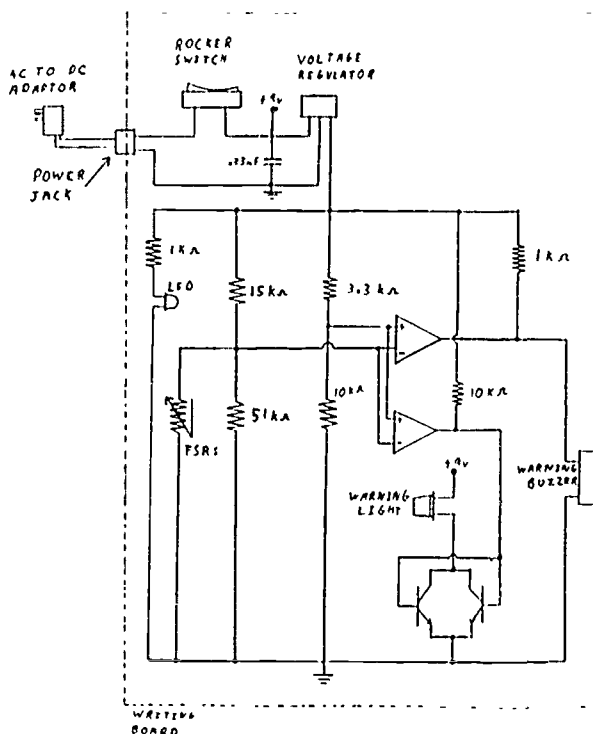 ROCKER
SWITCH
VOLTAGE
REGULATOR
AC TO DC
ADAPTOR
+9v
.33uF
POWER
JACK
1KΩ
LED
15KΩ
3.3KΩ
1KΩ
FSRs
51KΩ
10KΩ
10KΩ
+9v
WARNING
LIGHT
WARNING
BUZZER
WRITING
BOARD